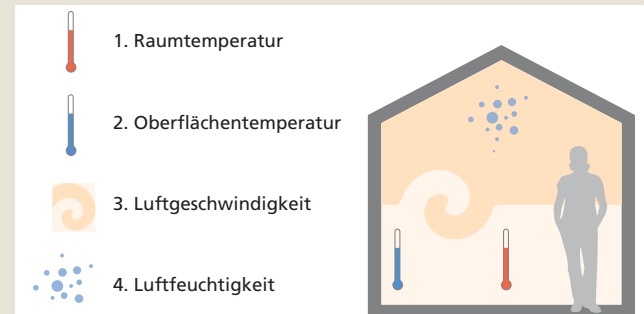 1. Raumtemperatur
2. Oberflächentemperatur
3. Luftgeschwindigkeit
4. Luftfeuchtigkeit